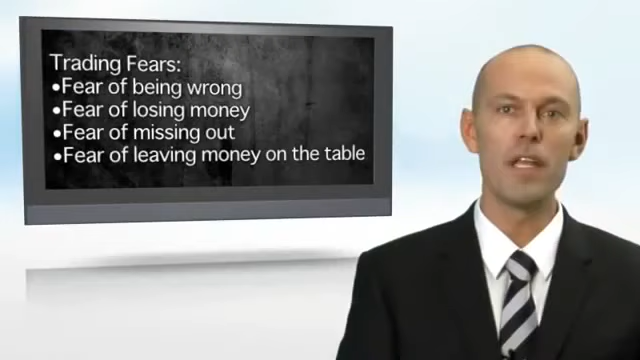 Trading Fears:
•Fear of being wrong
•Fear of losing money
•Fear of missing out
•Fear of leaving money on the table